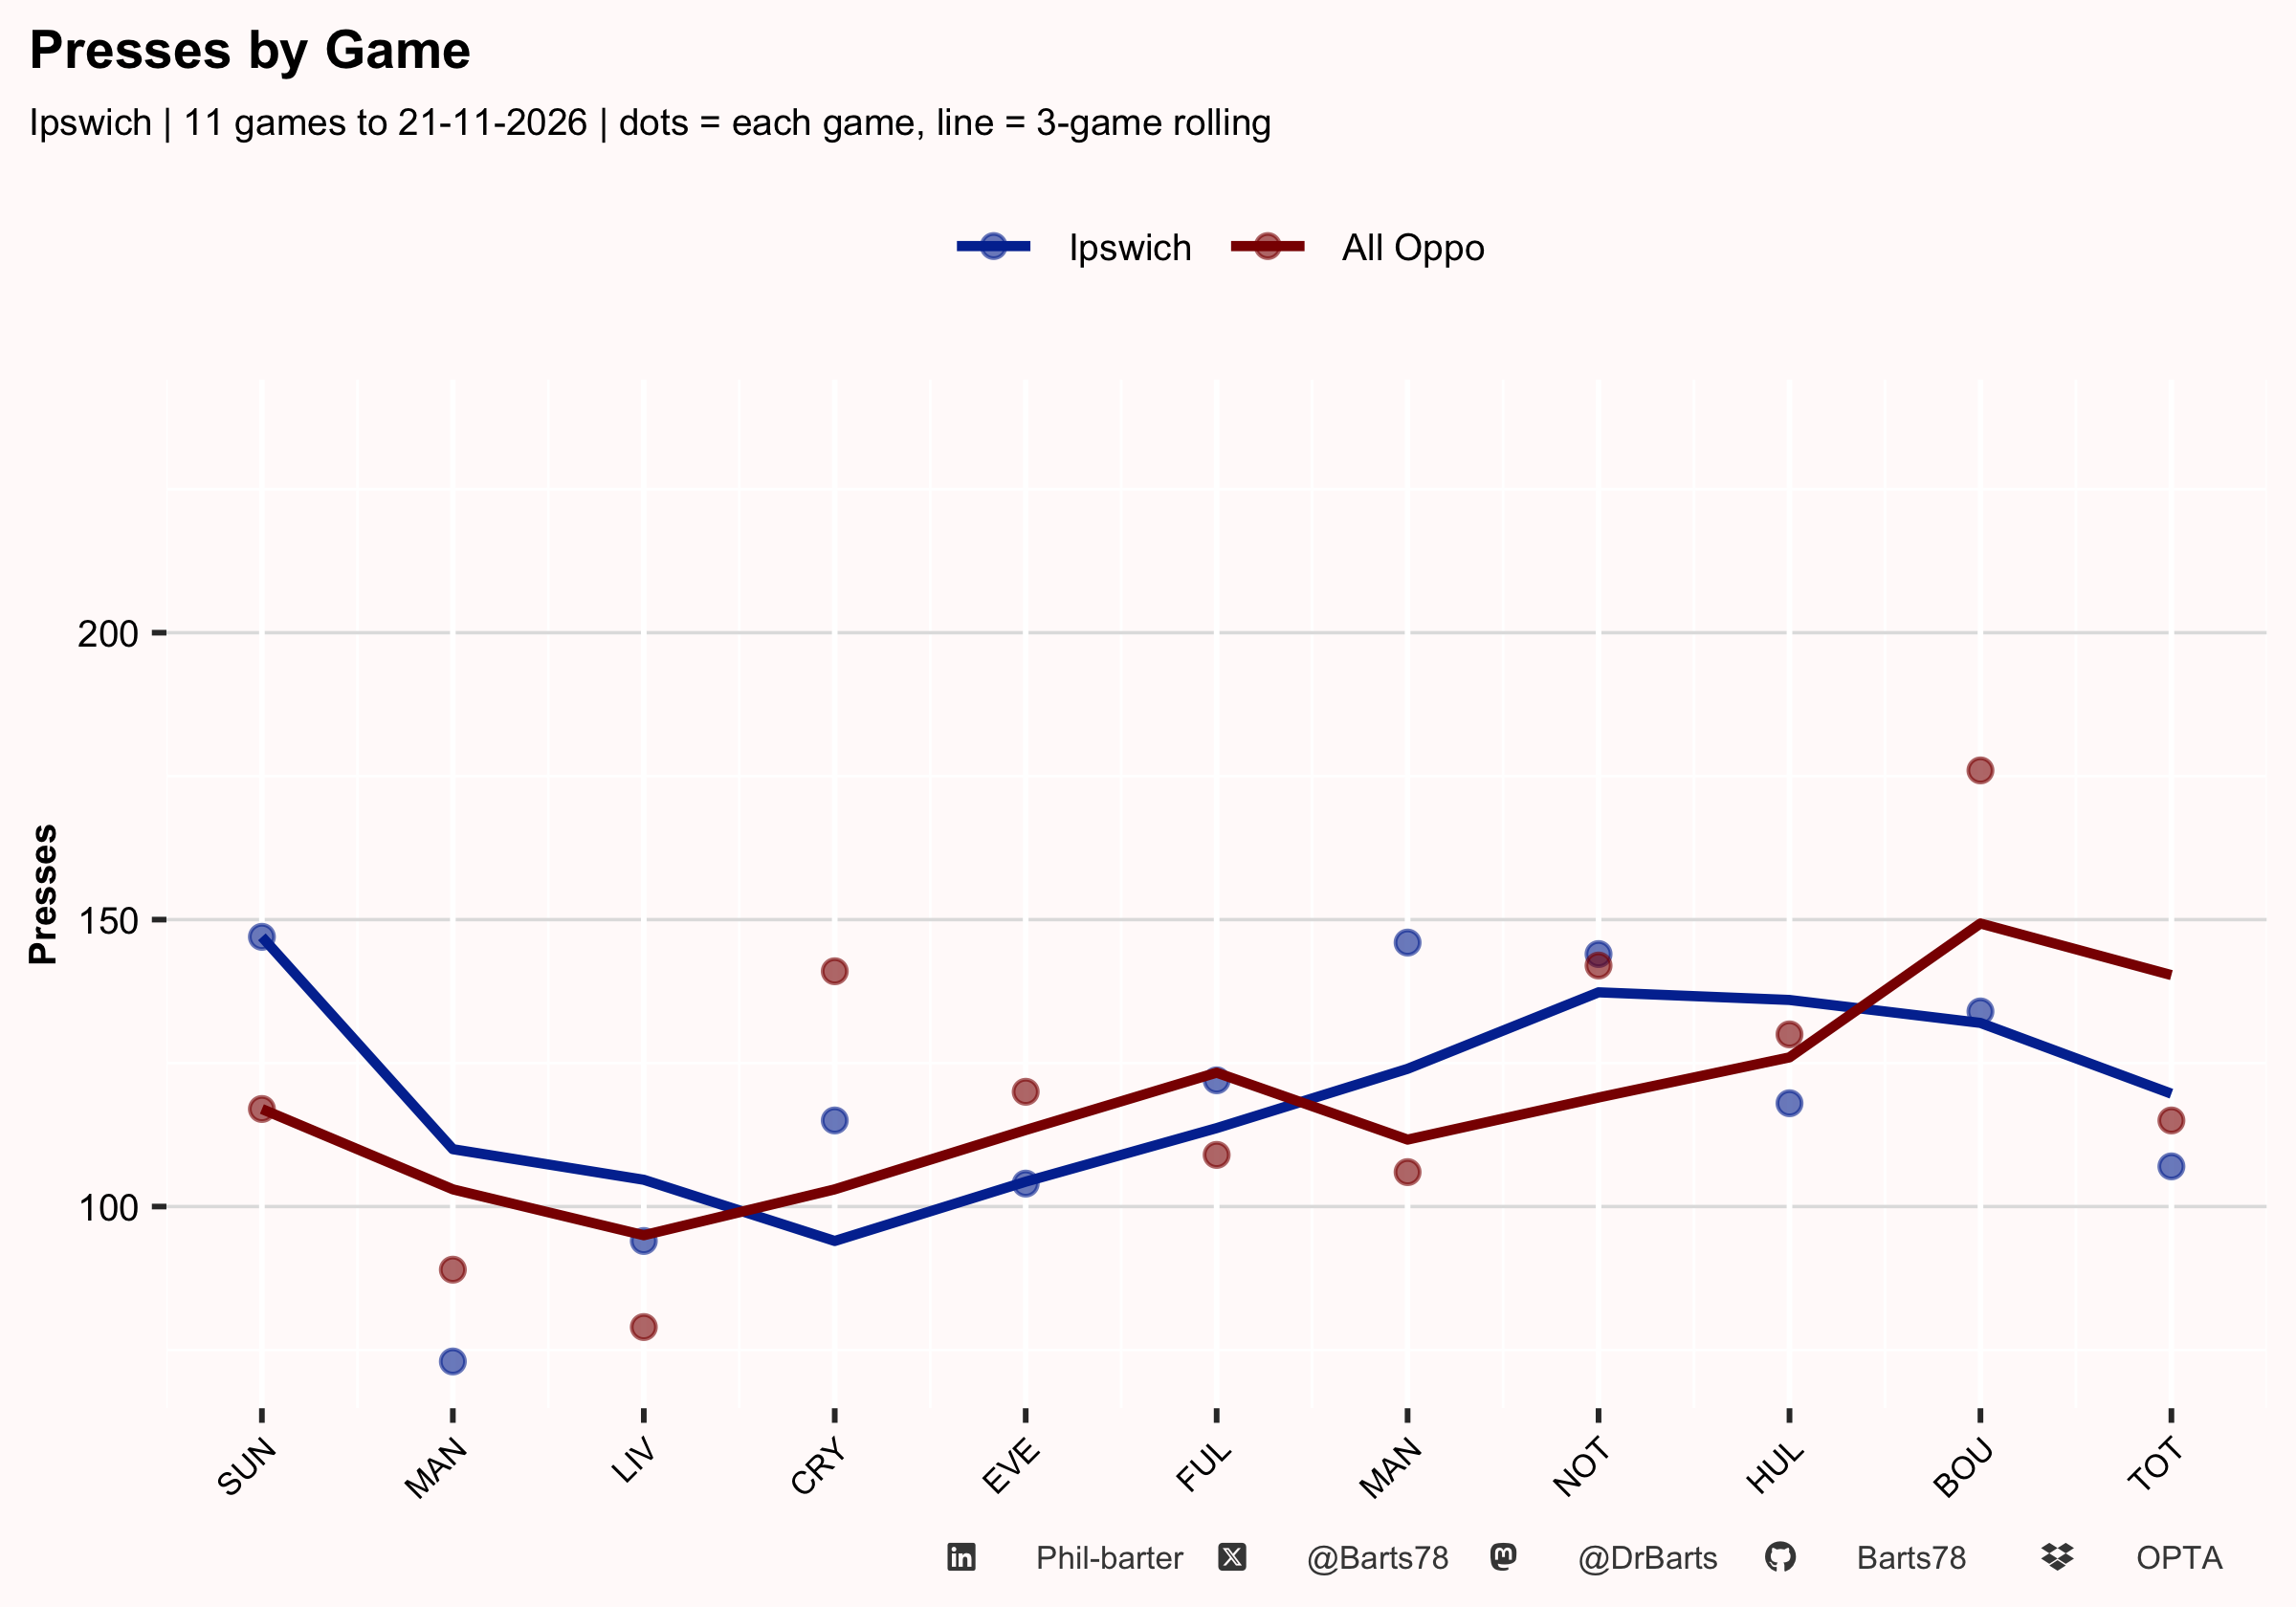 Presses by Game
Ipswich | 11 games to 21-11-2026 | dots = each game, line = 3-game rolling
Ipswich All Oppo
200
150
100
Presses
SUN MAN LIV CRY EVE FUL MAN NOT HUL BOU TOT
Phil-barter @Barts78 @DrBarts Barts78 OPTA